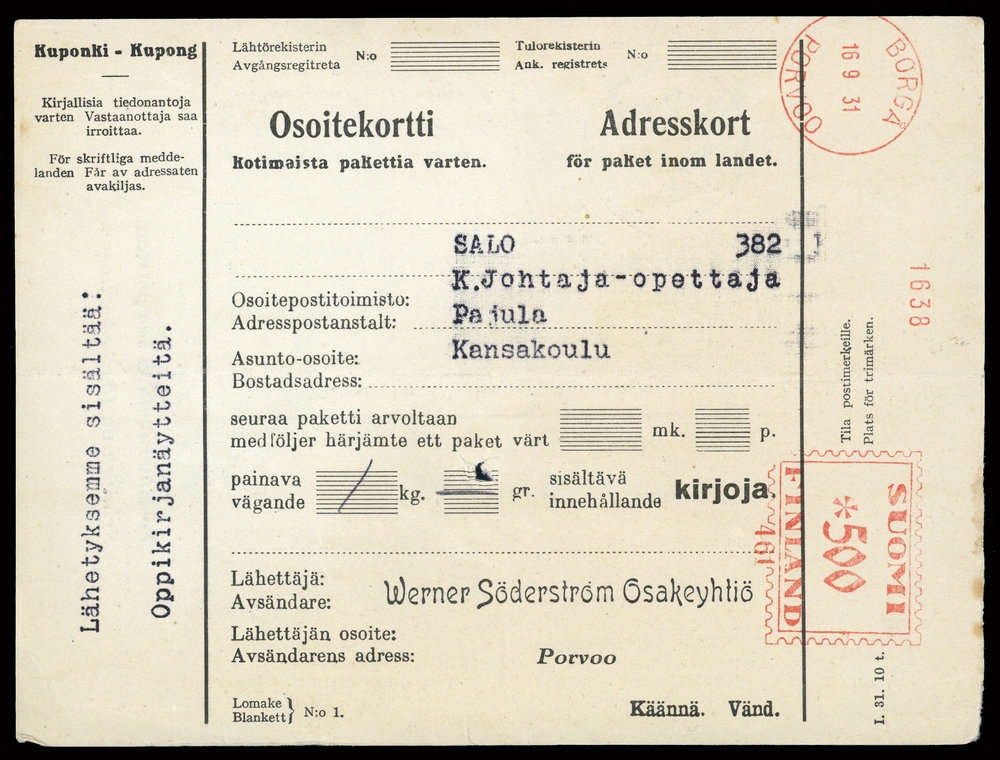 Kuponki - Kupong
Kirjallisia tiedonantoja
varten Vastaanottaja saa
irroittaa.
För skriftliga medde-
landen Får av adressaten
avakiljas.
Lähetyksemme sisältää:
Oppikirjanäytteitä.
Lähtörekisterin
Avgångsregitreta N:o
Tulorekisterin
Ank. registrets N:o
Osoitekortti
kotimaista pakettia varten.
Adresskort
för paket inom landet.
SALO 382
K.Johtaja-opettaja
Osoitepostitoimisto:
Adresspostanstalt: Pajula
Asunto-osoite: Kansakoulu
Bostadsadress:
seuraa paketti arvoltaan
med följer härjämte ett paket värt mk. p.
painava
vägande / kg. — gr.
sisältävä
innehållande kirjoja.
Lähettäjä:
Avsändare: Werner Söderström Osakeyhtiö
Lähettäjän osoite:
Avsändarens adress: Porvoo
Lomake
Blankett } N:o 1.
Käännä. Vänd.
BORGÅ
16 9 31
PORVOO
1638
Tila postimerkeille.
Plats för frimärken.
SUOMI
*500
FINLAND
461
I. 31. 10 t.